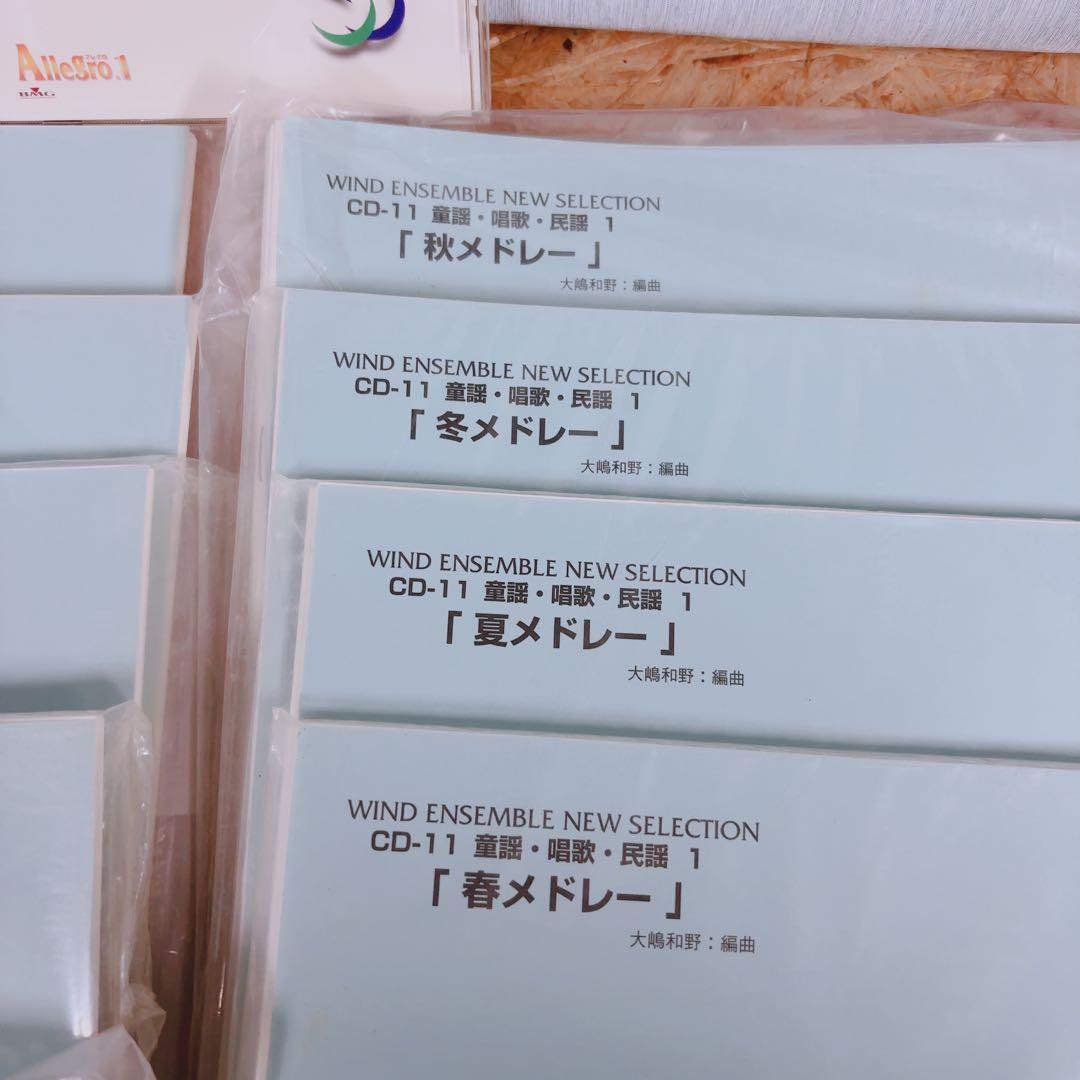 アレグロ
Allegro.1
BMG
WIND ENSEMBLE NEW SELECTION
CD-11 童謡・唱歌・民謡 1
「 秋メドレー 」
大嶋和野：編曲
WIND ENSEMBLE NEW SELECTION
CD-11 童謡・唱歌・民謡 1
「 冬メドレー 」
大嶋和野：編曲
WIND ENSEMBLE NEW SELECTION
CD-11 童謡・唱歌・民謡 1
「 夏メドレー 」
大嶋和野：編曲
WIND ENSEMBLE NEW SELECTION
CD-11 童謡・唱歌・民謡 1
「 春メドレー 」
大嶋和野：編曲